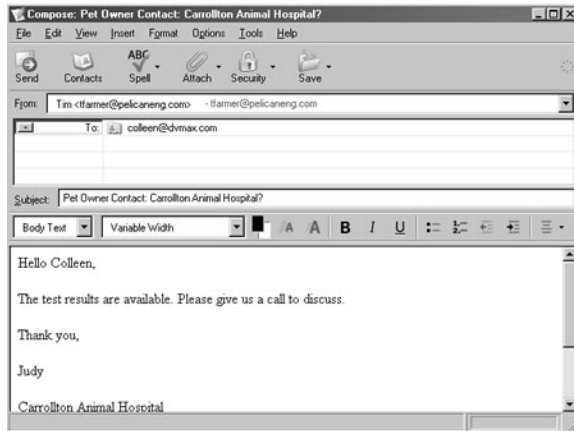 Compose: Pet Owner Contact: Carrollton Animal Hospital?
File Edit View Insert Format Options Tools Help
ABC
Send Contacts Spell Attach Security Save
From: Tim <tfarmer@pelicaneng.com> - tfarmer@pelicaneng.com
To: colleen@dvmax.com
Subject: Pet Owner Contact: Carrollton Animal Hospital?
Body Text Variable Width A A B I U
Hello Colleen,
The test results are available. Please give us a call to discuss.
Thank you,
Judy
Carrollton Animal Hospital